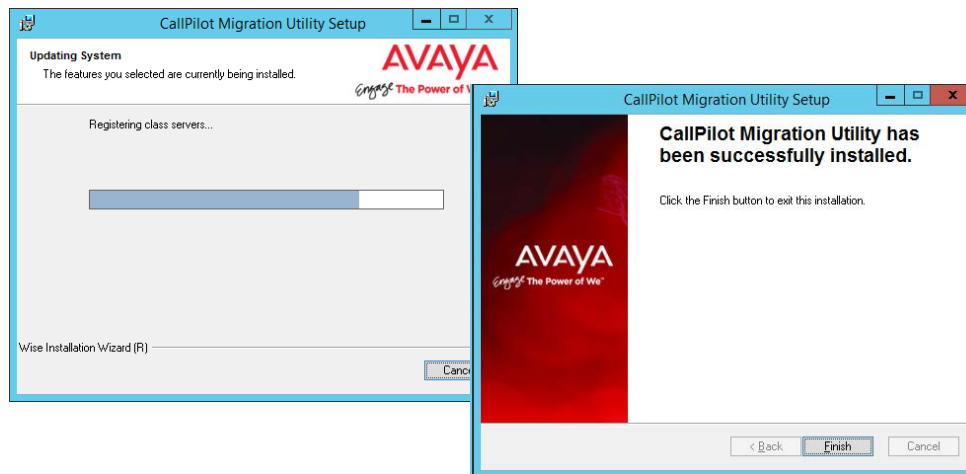 CallPilot Migration Utility Setup
Updating System
The features you selected are currently being installed.
AVAYA
Engage The Power of
Registering class servers...
Wise Installation Wizard (R)
CallPilot Migration Utility Setup
CallPilot Migration Utility has
been successfully installed.
Click the Finish button to exit this installation.
AVAYA
Engage The Power of We™
< Back
Finish
Cancel